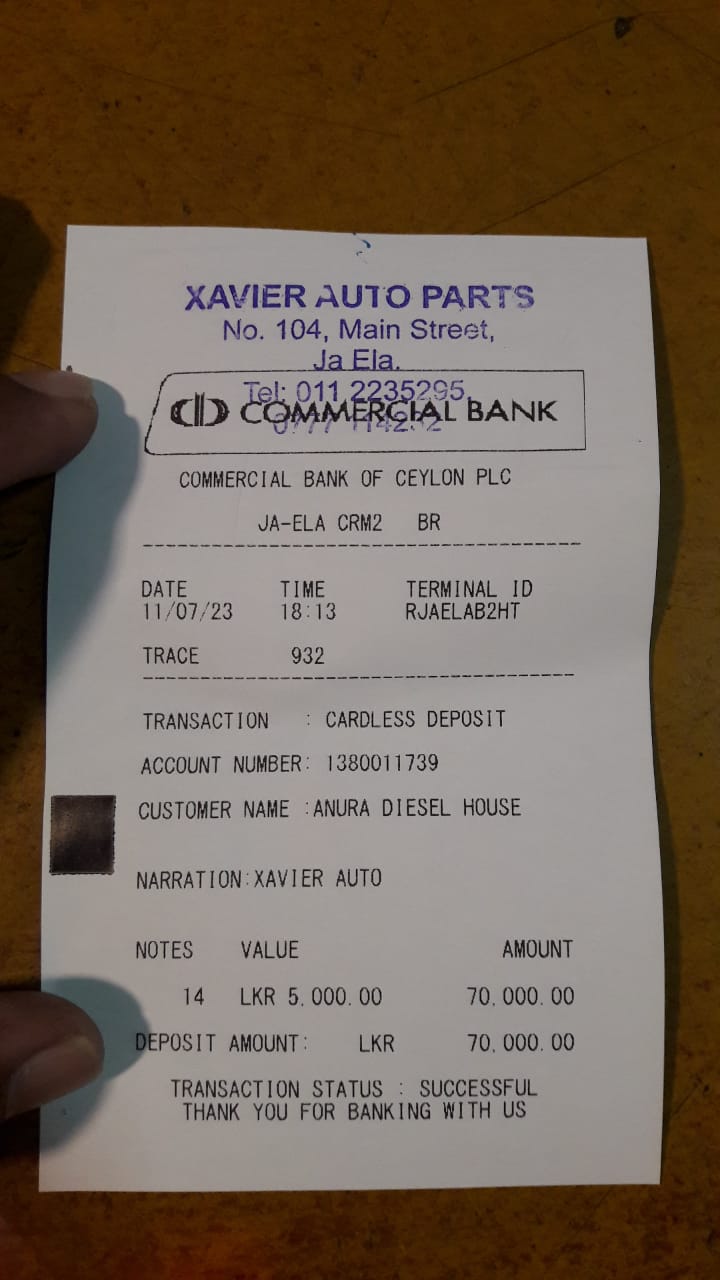 XAVIER AUTO PARTS
No. 104, Main Street,
Ja Ela.
Tel: 011 2235295,
COMMERCIAL BANK
COMMERCIAL BANK OF CEYLON PLC
JA-ELA CRM2 BR
DATE TIME TERMINAL ID
11/07/23 18:13 RJAELAB2HT
TRACE 932
TRANSACTION : CARDLESS DEPOSIT
ACCOUNT NUMBER: 1380011739
CUSTOMER NAME :ANURA DIESEL HOUSE
NARRATION:XAVIER AUTO
NOTES VALUE AMOUNT
14 LKR 5,000.00 70,000.00
DEPOSIT AMOUNT: LKR 70,000.00
TRANSACTION STATUS : SUCCESSFUL
THANK YOU FOR BANKING WITH US